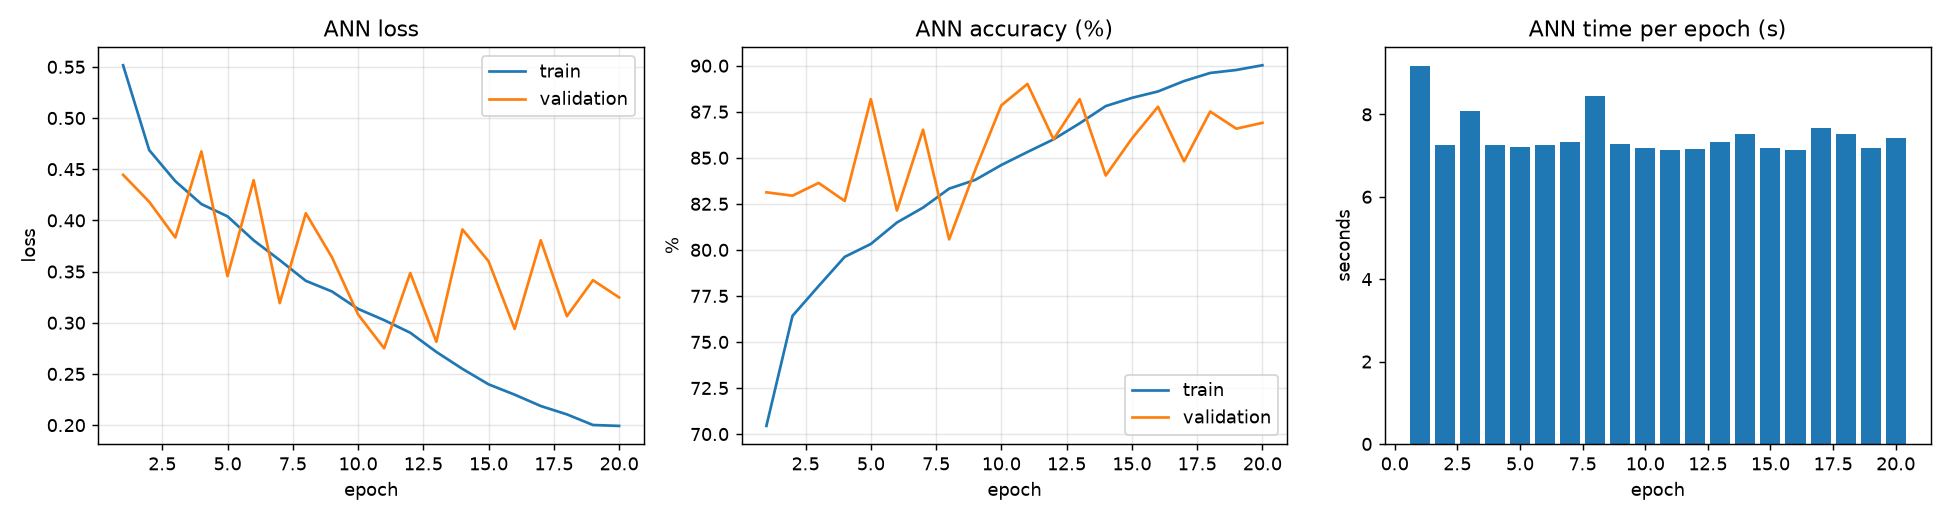 ANN loss
0.55
0.50
0.45
0.40
0.35
0.30
0.25
0.20
loss
2.5 5.0 7.5 10.0 12.5 15.0 17.5 20.0
epoch
train
validation
ANN accuracy (%)
90.0
87.5
85.0
82.5
80.0
77.5
75.0
72.5
70.0
%
2.5 5.0 7.5 10.0 12.5 15.0 17.5 20.0
epoch
train
validation
ANN time per epoch (s)
8
6
4
2
0
seconds
0.0 2.5 5.0 7.5 10.0 12.5 15.0 17.5 20.0
epoch